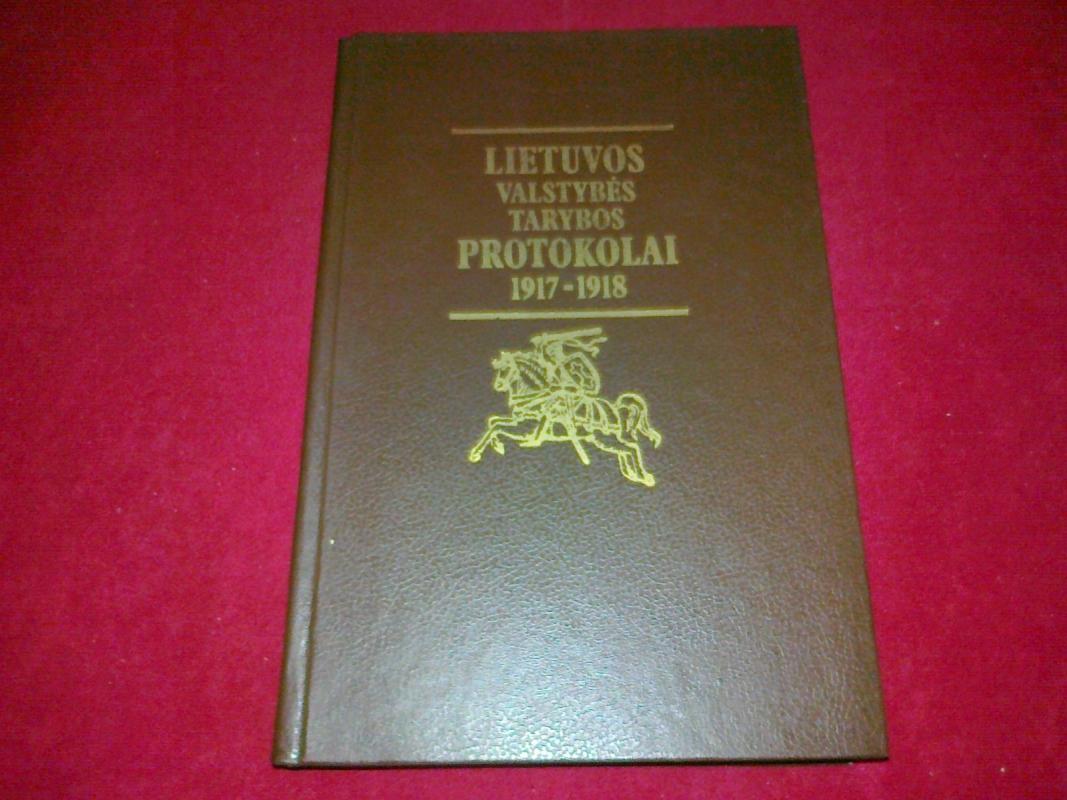 LIETUVOS
VALSTYBĖS
TARYBOS
PROTOKOLAI
1917-1918